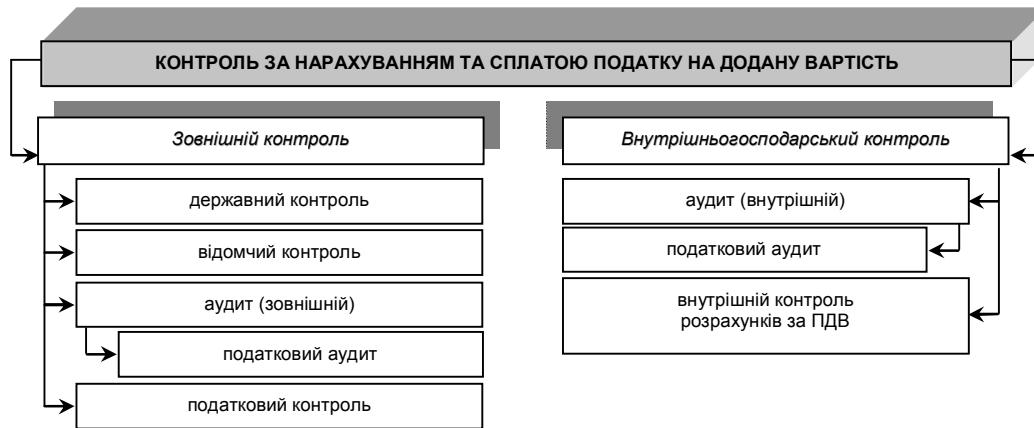 КОНТРОЛЬ ЗА НАРАХУВАННЯМ ТА СПЛАТОЮ ПОДАТКУ НА ДОДАНУ ВАРТІСТЬ
Зовнішній контроль
державний контроль
відомчий контроль
аудит (зовнішній)
податковий аудит
податковий контроль
Внутрішньогосподарський контроль
аудит (внутрішній)
податковий аудит
внутрішній контроль
розрахунків за ПДВ